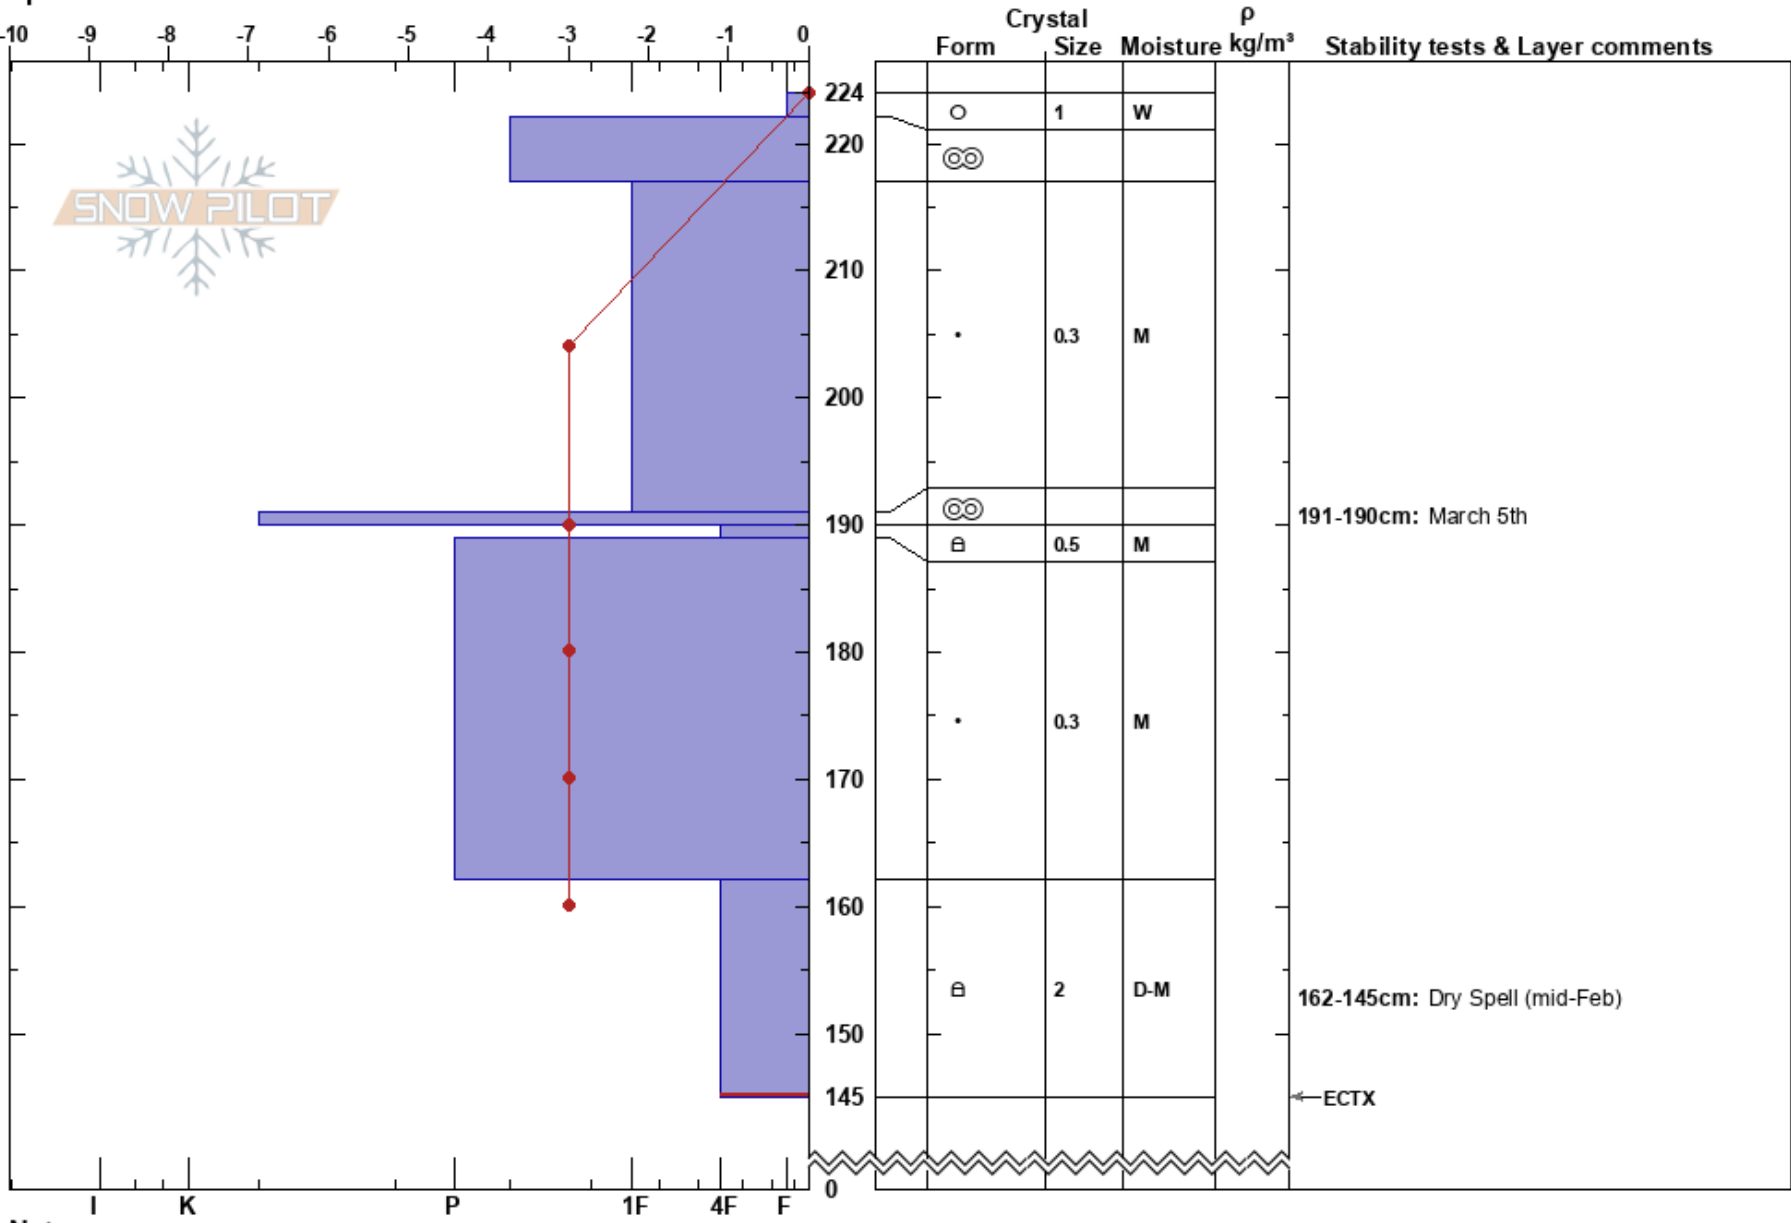 Crystal ρ
-10 -9 -8 -7 -6 -5 -4 -3 -2 -1 0 Form Size Moisture kg/m³ Stability tests & Layer comments
224
1 W
220
SNOW PILOT
210
0.3 M
200
190
191-190cm: March 5th
0.5 M
180
0.3 M
170
160
2 D-M
162-145cm: Dry Spell (mid-Feb)
150
145
ECTX
0
I K P 1F 4F F